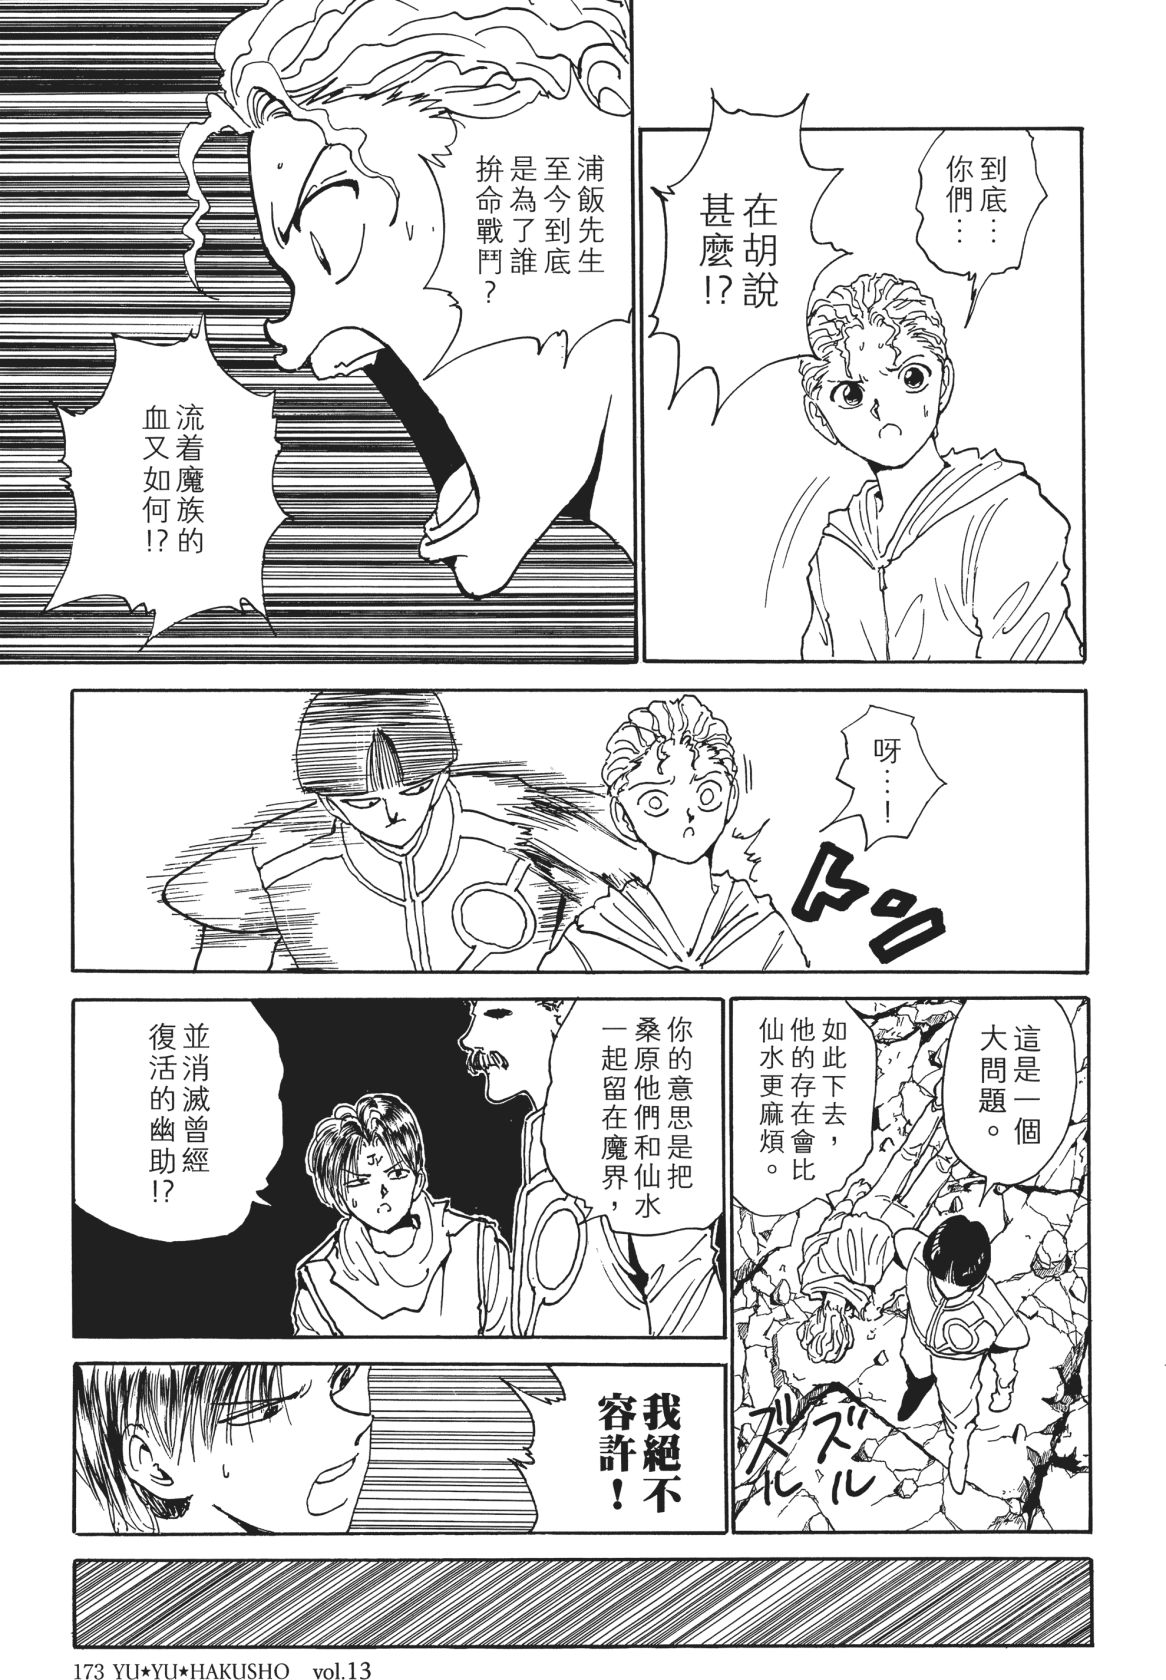 到底…
你們…
在胡說
甚麼!?
浦飯先生
至今到底
是為了誰
拚命戰鬥?
流着魔族的
血又如何!?
呀…!
トン
這是一個
大問題。
如此下去，
他的存在會比
仙水更麻煩。
ズルズル
你的意思是把
桑原他們和仙水
一起留在魔界，
並消滅曾經
復活的幽助!?
Jr
我絕不
容許!
173 YU★YU★HAKUSHO vol.13